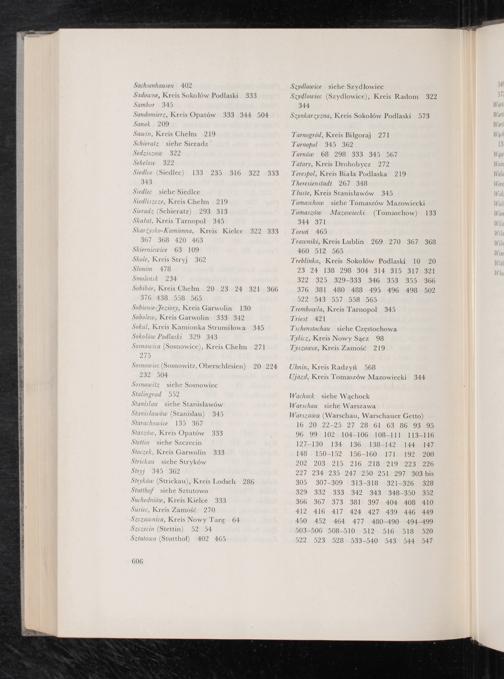 Sachsenhausen 402
Sadowne, Kreis Sokolów Podlaski 333
Sambor 345
Sandomierz, Kreis Opatów 333 344 504
Sanok 209
Sawin, Kreis Chełm 219
Schieratz siehe Sieradz
Sedziszow 322
Siedlce (Siedlec) 133 235 316 322 333
343
Siedlec siehe Siedlce
Siedliszcze, Kreis Chełm 219
Sieradz (Schieratz) 293 313
Skałat, Kreis Tarnopol 345
Skarżysko-Kamienna, Kreis Kielce 322 333
367 368 420 463
Skierniewice 63 109
Skole, Kreis Stryj 362
Slonim 478
Smolensk 234
Sobibór, Kreis Chełm 20 23 24 321 366
376 438 558 565
Sobienie-Jeziory, Kreis Garwolin 130
Sobolew, Kreis Garwolin 333 342
Sokal, Kreis Kamionka Strumiłowa 345
Sokolów Podlaski 329 343
Sosnowica (Sosnowice), Kreis Chełm 271
275
Sosnowiec (Sosnowitz, Oberschlesien) 20 224
232 504
Sosnowitz siehe Sosnowiec
Stalingrad 552
Stanislau siehe Stanisławów
Stanisławów (Stanislau) 345
Starachowice 135 367
Staszów, Kreis Opatów 333
Stettin siehe Szczecin
Stoczek, Kreis Garwolin 333
Strickau siehe Stryków
Stryj 345 362
Stryków (Strickau), Kreis Lodsch 286
Stutthof siehe Sztutowo
Suchedniów, Kreis Kielce 333
Suriec, Kreis Zamość 270
Szczawnica, Kreis Nowy Targ 64
Szczecin (Stettin) 52 54
Sztutowo (Stutthof) 402 465
606
Szydlowice siehe Szydłowiec
Szydłowiec (Szydlowice), Kreis Radom 322
344
Kreis Sokolów Podlaski 573
Tarnogród, Kreis Biłgoraj 271
Tarnopol 345 362
Tarnów 68 298 333 345 567
Tatary, Kreis Drohobycz 272
Terespol, Kreis Biała Podlaska 219
Theresienstadt 267 348
Tłuste, Kreis Stanisławów 345
Tomaschow siehe Tomaszów Mazowiecki
Tomaszów Mazowiecki (Tomaschow) 133
344 371
Toruń 465
Trawniki, Kreis Lublin 269 270 367 368
460 512 565
Treblinka, Kreis Sokolów Podlaski 10 20
23 24 138 298 304 314 315 317 321
322 325 329–333 346 353 355 366
376 381 480 488 495 496 498 502
522 543 557 558 565
Trembowla, Kreis Tarnopol 345
Triest 421
Tschenstochau siehe Częstochowa
Tylicz, Kreis Nowy Sącz 98
Tyszowce, Kreis Zamość 219
Uhnin, Kreis Radzyń 568
Ujazd, Kreis Tomaszów Mazowiecki 344
Wachock siehe Wąchock
Warschau siehe Warszawa
Warszawa (Warschau, Warschauer Getto)
16 20 22–25 27 28 61 63 86 93 95
96 99 102 104–106 108–111 113–116
127–130 134 136 138–142 144 147
148 150–152 156–160 171 192 200
202 203 215 216 218 219 223 226
227 234 235 247 250 251 297 303 bis
305 307–309 313–318 321–326 328
329 332 333 342 343 348–350 352
366 367 373 381 397 404 408 410
412 416 417 424 427 439 446 449
450 452 464 477 480–490 494–499
503–506 508–510 512 516 518 520
522 523 528 533–540 543 544 547